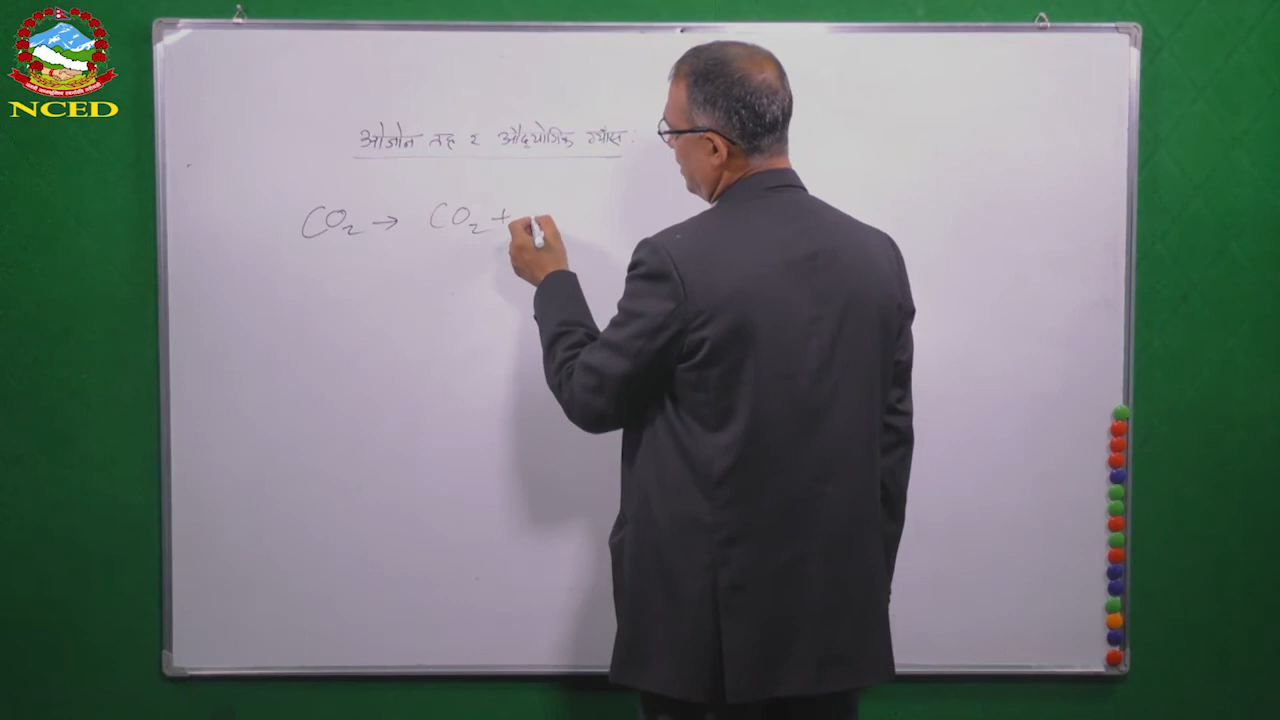 NCED
ओजोन तह र औद्योगिक ग्याँस :
CO₂ → CO₂ +